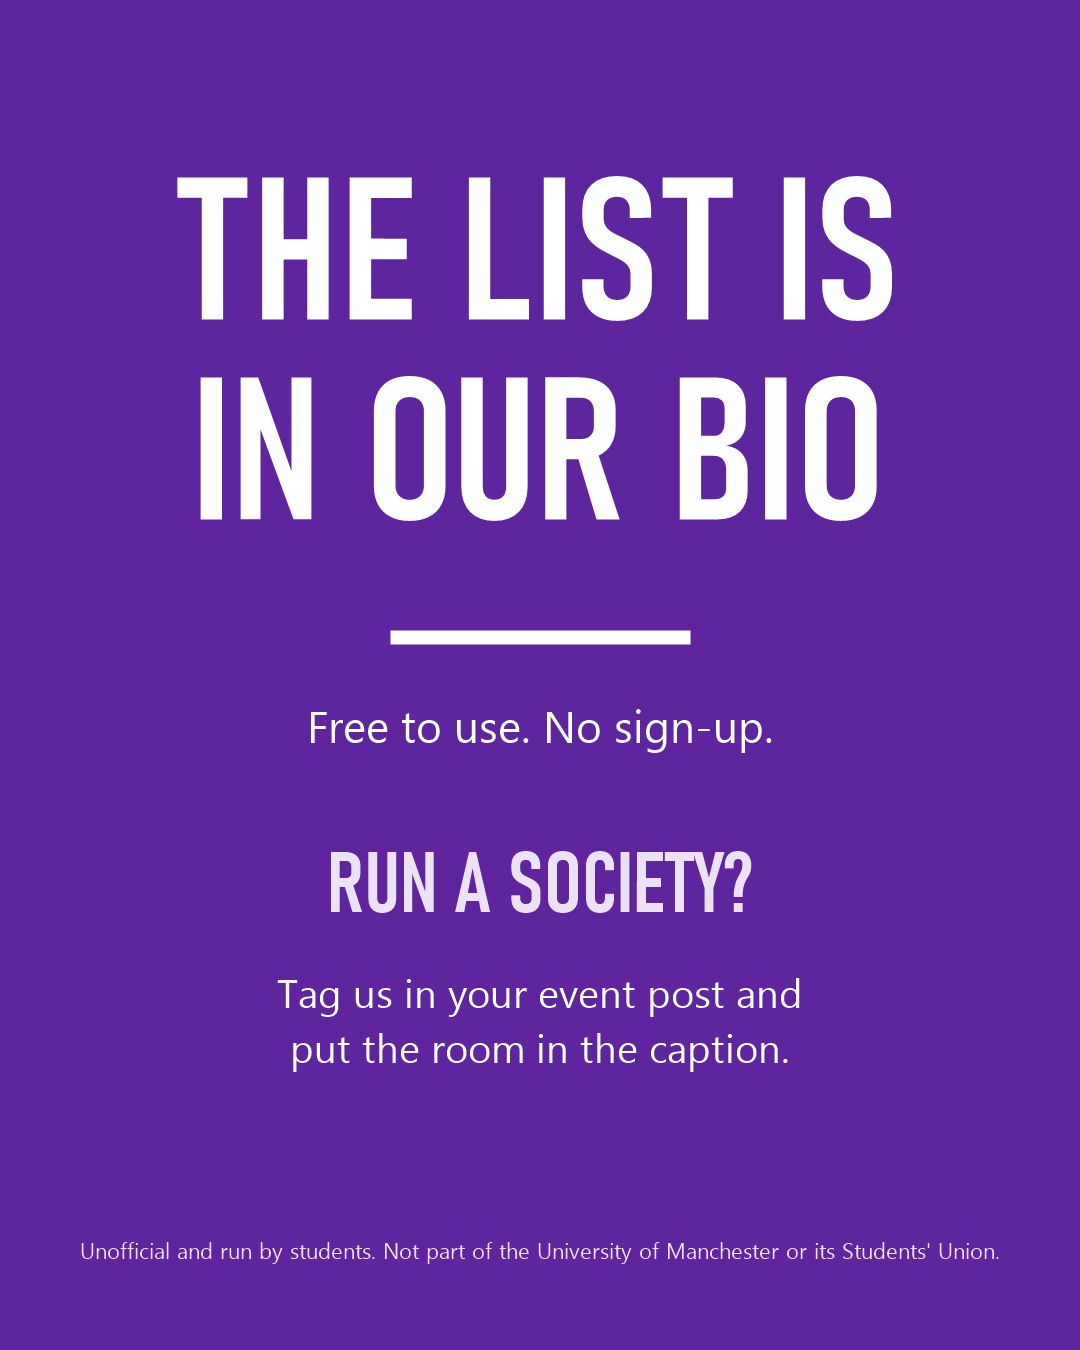 THE LIST IS
IN OUR BIO
Free to use. No sign-up.
RUN A SOCIETY?
Tag us in your event post and
put the room in the caption.
Unofficial and run by students. Not part of the University of Manchester or its Students' Union.